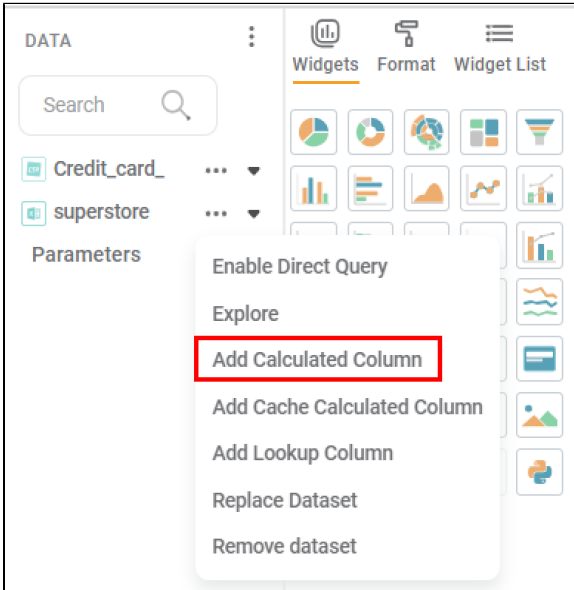 DATA
Widgets
Format
Widget List
Search
Credit_card_
superstore
Parameters
Enable Direct Query
Explore
Add Calculated Column
Add Cache Calculated Column
Add Lookup Column
Replace Dataset
Remove dataset